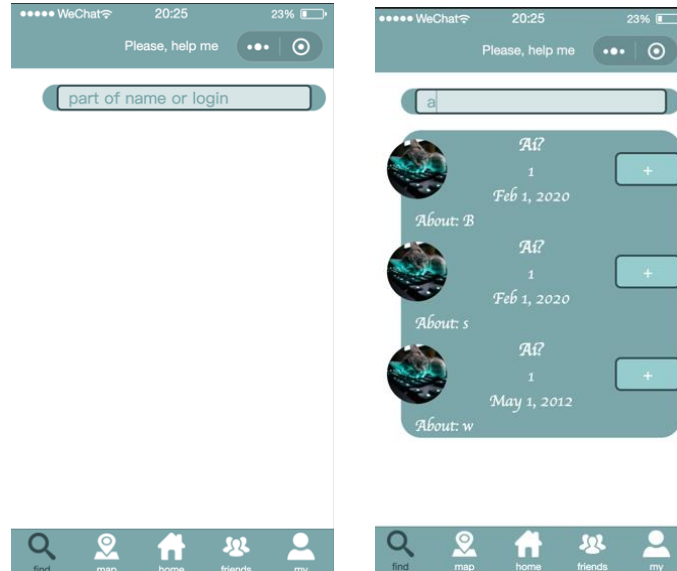 WeChat 20:25 23%
Please, help me
part of name or login
find map home friends my
WeChat 20:25 23%
Please, help me
a
Ai?
1
+
Feb 1, 2020
About: B
Ai?
1
+
Feb 1, 2020
About: s
Ai?
1
+
May 1, 2012
About: w
find map home friends my